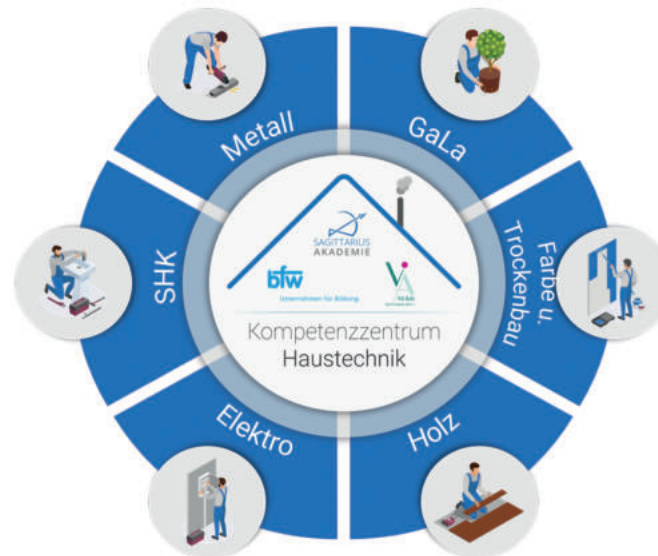 Metall
GaLa
SHK
Farbe u.
Trockenbau
SAGITTARIUS
AKADEMIE
bfw
Unternehmen für Bildung.
Kompetenzzentrum
Haustechnik
Elektro
Holz